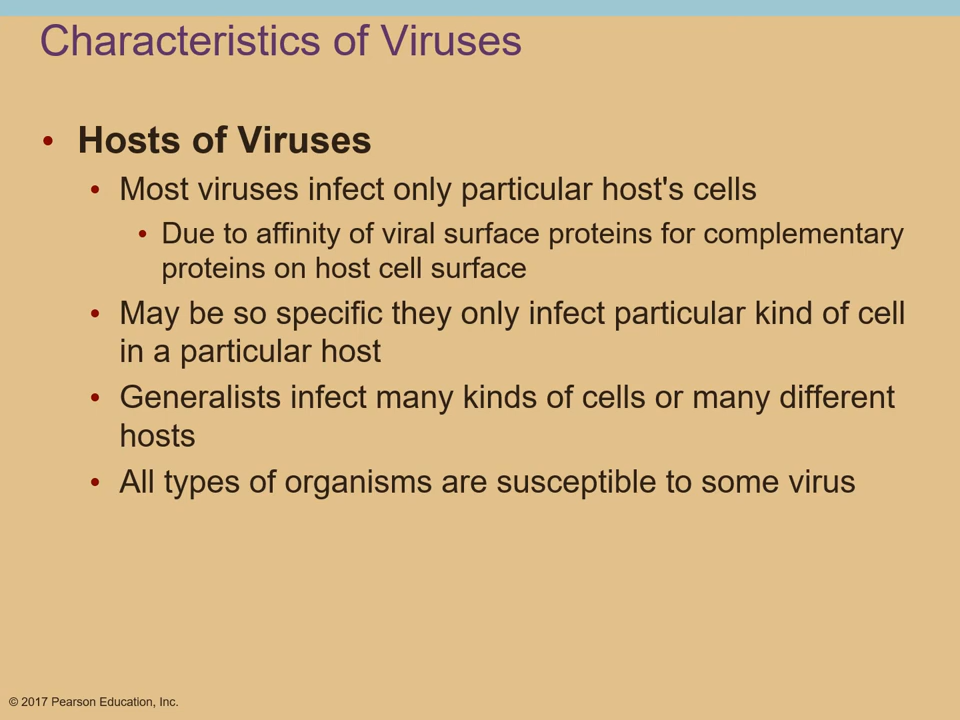 Characteristics of Viruses
• Hosts of Viruses
• Most viruses infect only particular host's cells
• Due to affinity of viral surface proteins for complementary
proteins on host cell surface
• May be so specific they only infect particular kind of cell
in a particular host
• Generalists infect many kinds of cells or many different
hosts
• All types of organisms are susceptible to some virus
© 2017 Pearson Education, Inc.